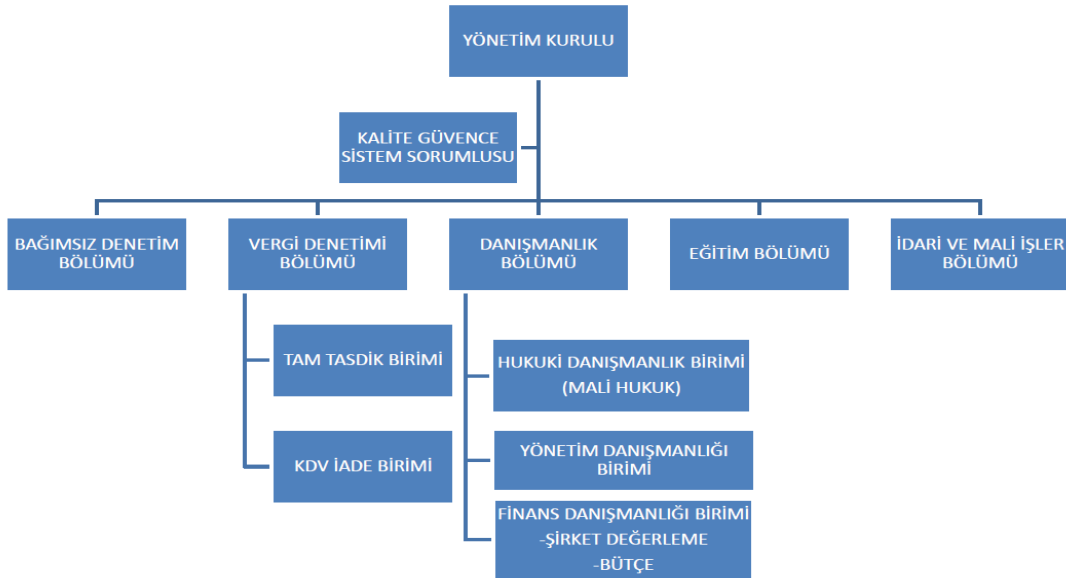 YÖNETİM KURULU
KALİTE GÜVENCE
SİSTEM SORUMLUSU
BAĞIMSIZ DENETİM
BÖLÜMÜ
VERGİ DENETİMİ
BÖLÜMÜ
DANIŞMANLIK
BÖLÜMÜ
EĞİTİM BÖLÜMÜ
İDARİ VE MALİ İŞLER
BÖLÜMÜ
TAM TASDİK BİRİMİ
KDV İADE BİRİMİ
HUKUKİ DANIŞMANLIK BİRİMİ
(MALİ HUKUK)
YÖNETİM DANIŞMANLIĞI
BİRİMİ
FİNANS DANIŞMANLIĞI BİRİMİ
-ŞİRKET DEĞERLEME
-BÜTÇE